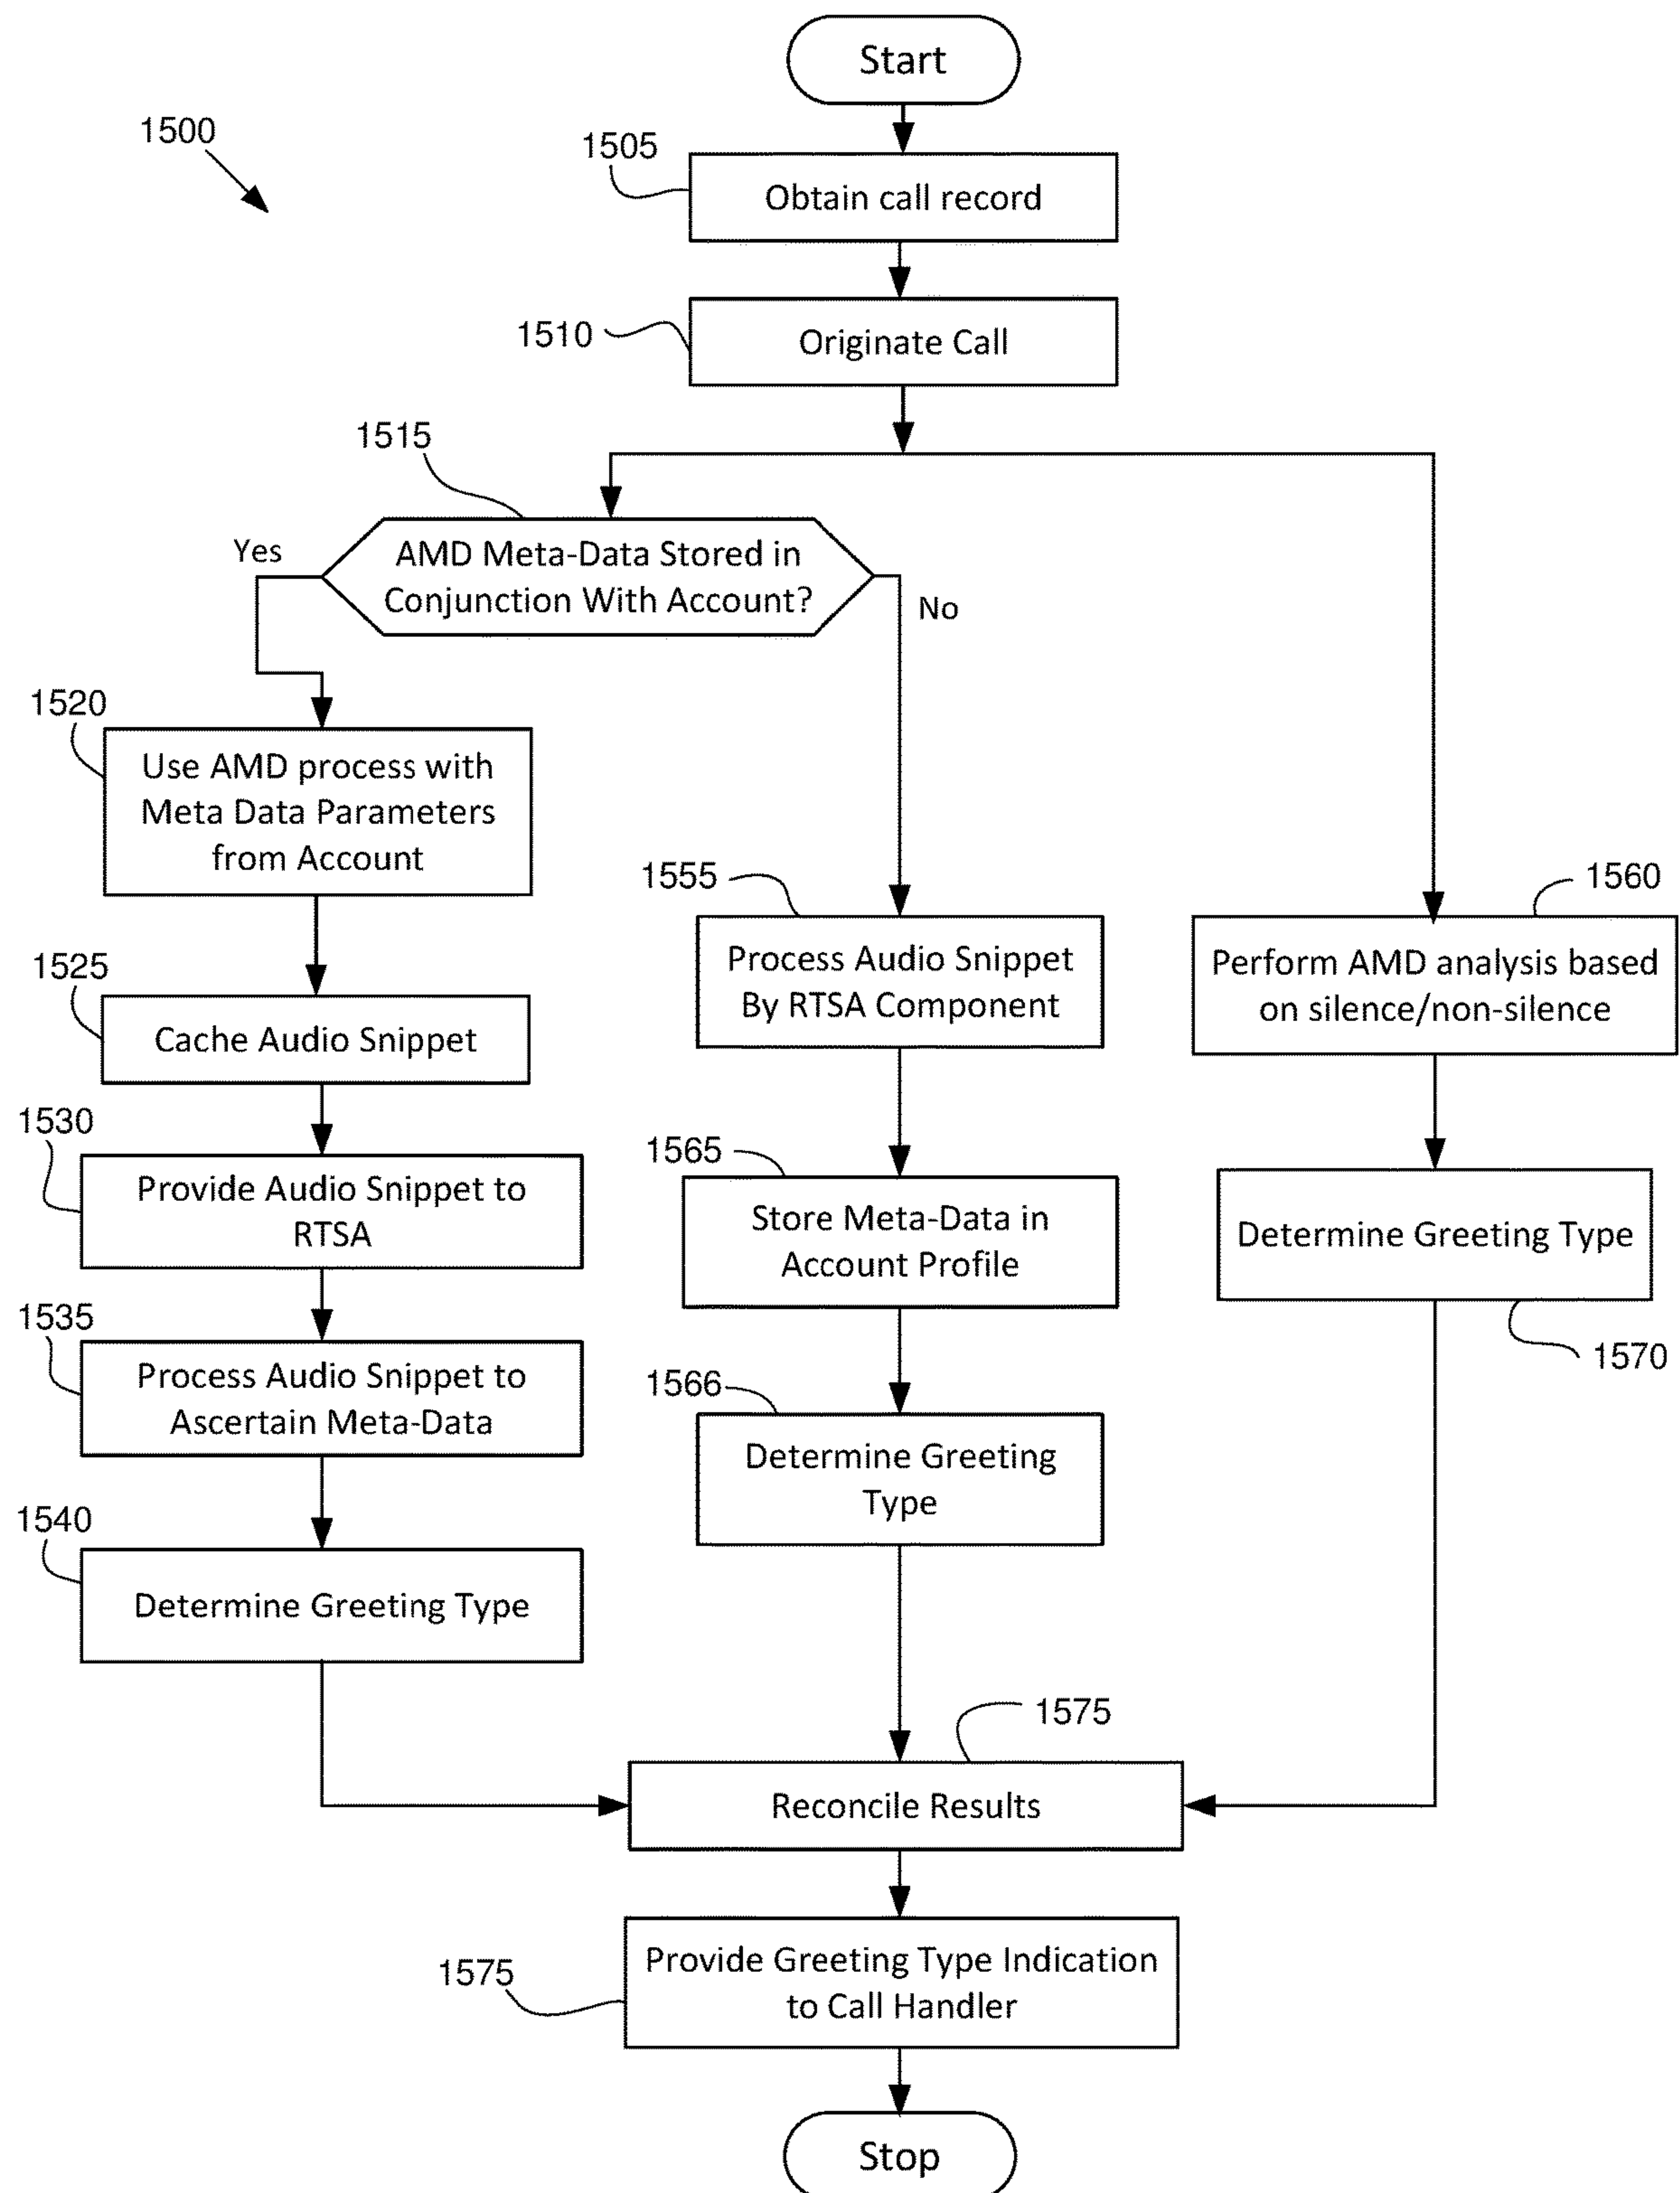 Start
1500
1505
Obtain call record
1510
Originate Call
1515
Yes
AMD Meta-Data Stored in
Conjunction With Account?
No
1520
Use AMD process with
Meta Data Parameters
from Account
1555
1560
Process Audio Snippet
By RTSA Component
Perform AMD analysis based
on silence/non-silence
1525
Cache Audio Snippet
1530
Provide Audio Snippet to
RTSA
1565
Store Meta-Data in
Account Profile
Determine Greeting Type
1570
1535
Process Audio Snippet to
Ascertain Meta-Data
1566
Determine Greeting
Type
1540
Determine Greeting Type
1575
Reconcile Results
1575
Provide Greeting Type Indication
to Call Handler
Stop